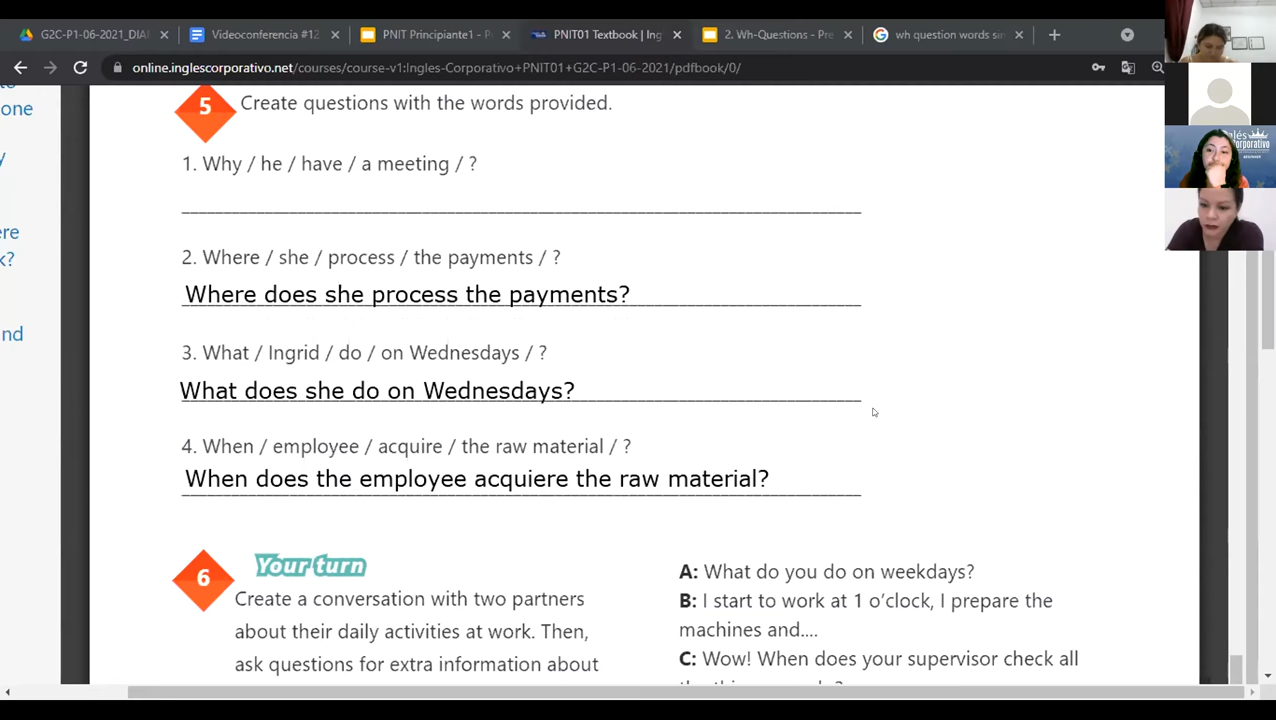 G2C-P1-06-2021_DIA
Videoconferencia #12
PNIT Principiante1 - P
PNIT01 Textbook | Ing
2. Wh-Questions - Pre
wh question words sin
online.inglescorporativo.net/courses/course-v1:Ingles-Corporativo+PNIT01+G2C-P1-06-2021/pdfbook/0/
one
y
ere
k?
nd
5 Create questions with the words provided.
1. Why / he / have / a meeting / ?
2. Where / she / process / the payments / ?
Where does she process the payments?
3. What / Ingrid / do / on Wednesdays / ?
What does she do on Wednesdays?
4. When / employee / acquire / the raw material / ?
When does the employee acquiere the raw material?
6 Your turn
Create a conversation with two partners
about their daily activities at work. Then,
ask questions for extra information about
A: What do you do on weekdays?
B: I start to work at 1 o’clock, I prepare the
machines and....
C: Wow! When does your supervisor check all